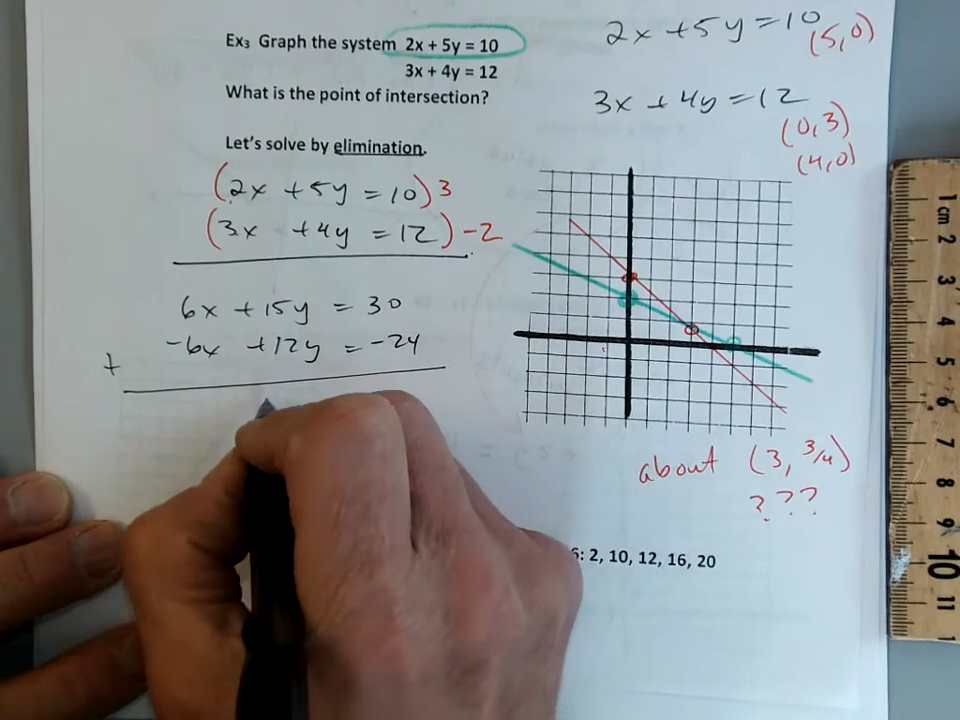 Ex3 Graph the system 2x + 5y = 10
3x + 4y = 12
What is the point of intersection?
Let's solve by elimination.
(2x + 5y = 10) 3
(3x + 4y = 12) -2
6x + 15y = 30
-6x + 12y = -24
+
2x + 5y = 10
(5,0)
3x + 4y = 12
(0,3)
(4,0)
about (3, 3/4)
???
: 2, 10, 12, 16, 20
1cm 2 3 4 5 6 7 8 9 10 11